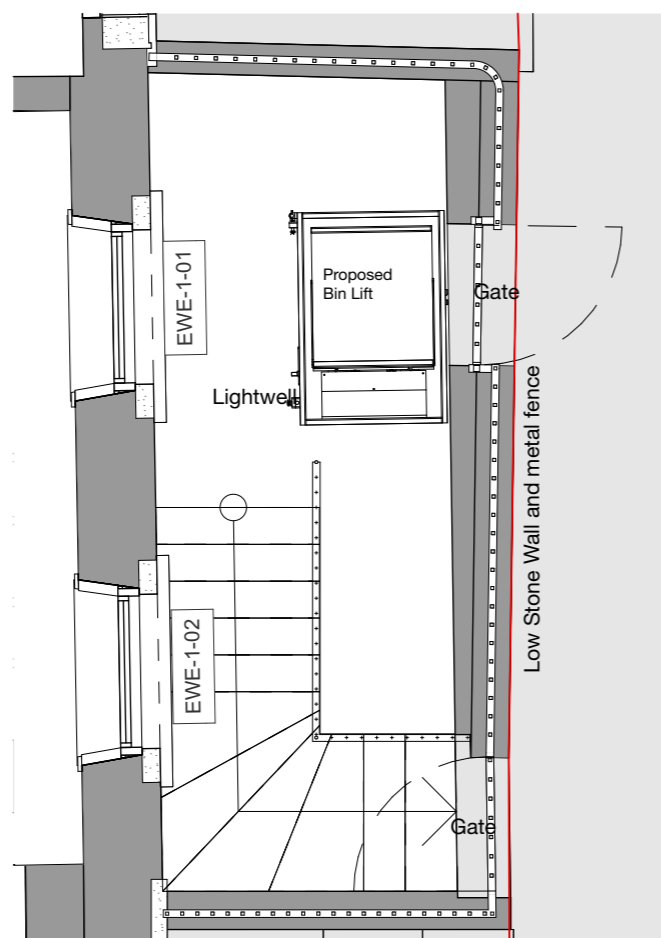 EWE-1-01
Proposed
Bin Lift
Gate
Lightwell
Low Stone Wall and metal fence
EWE-1-02
Gate